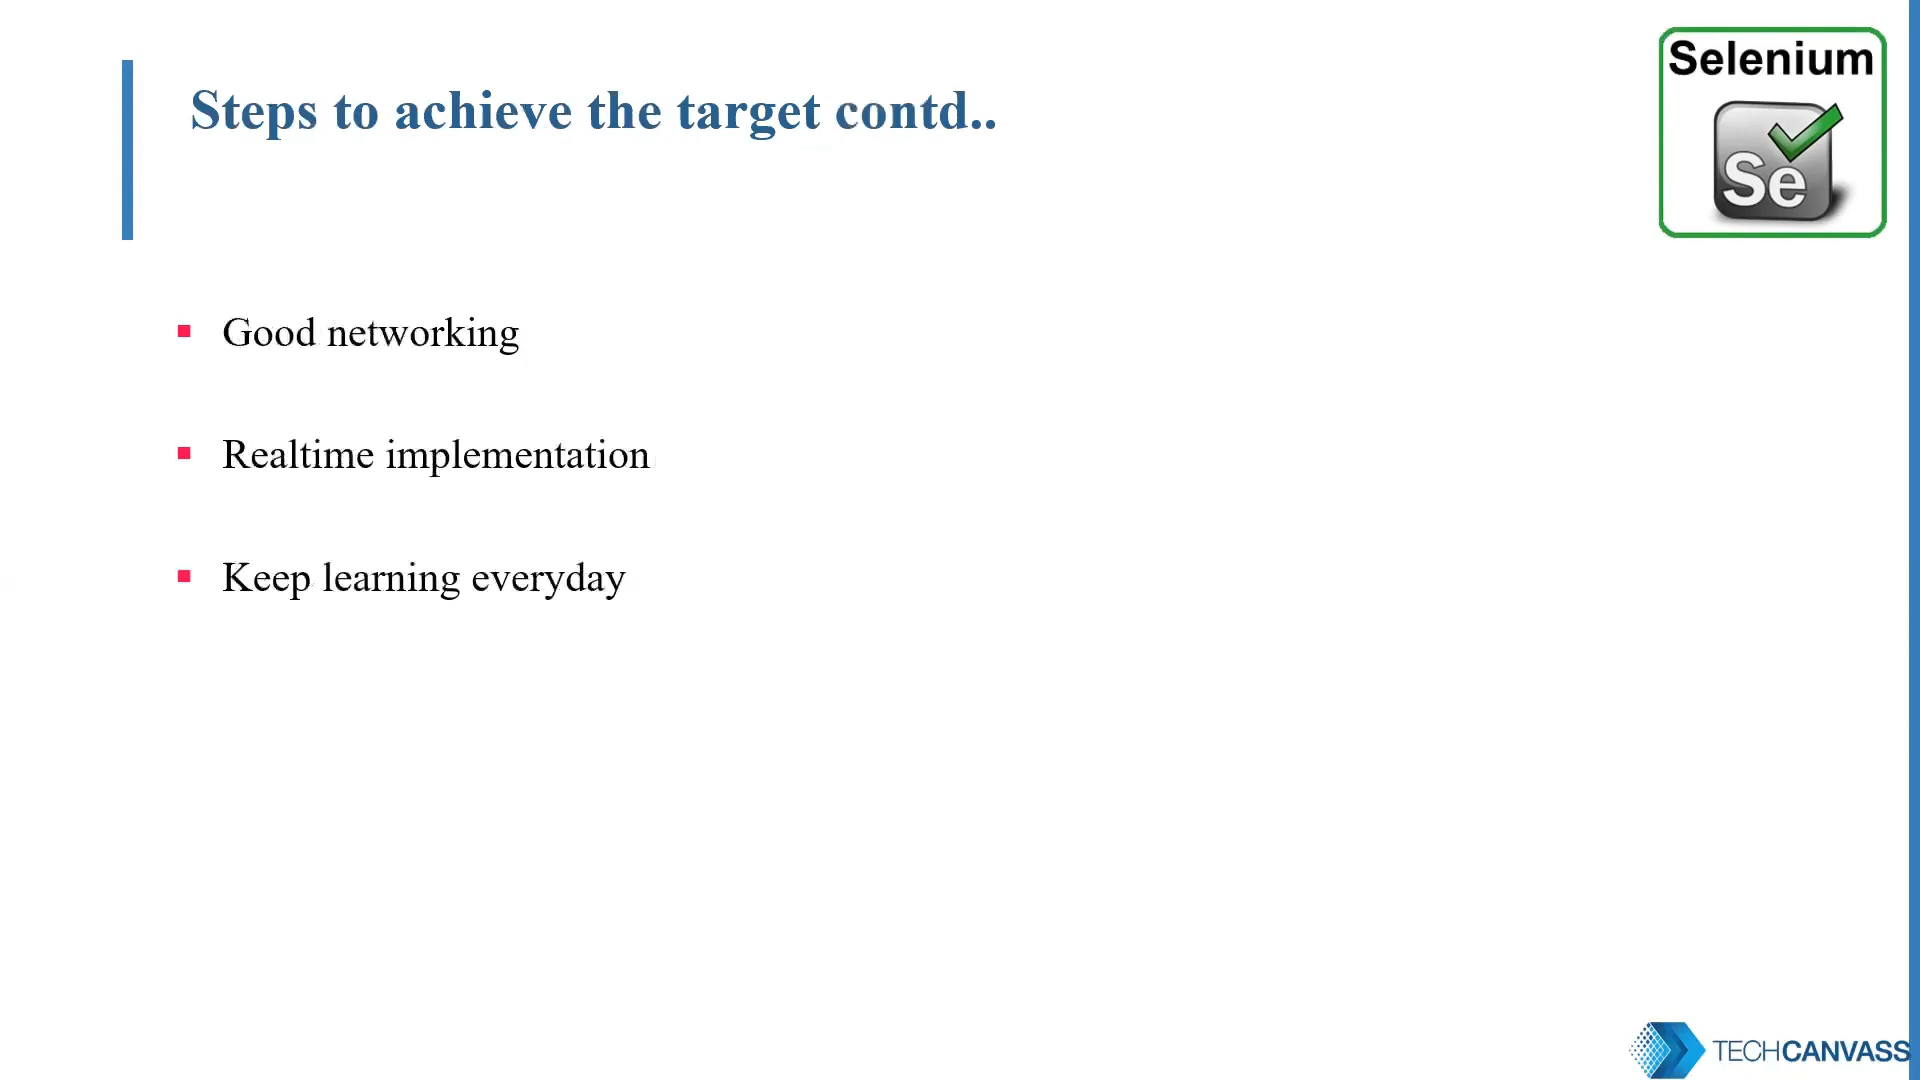 Steps to achieve the target contd..
Selenium
Se
Good networking
Realtime implementation
Keep learning everyday
TECHCANVASS